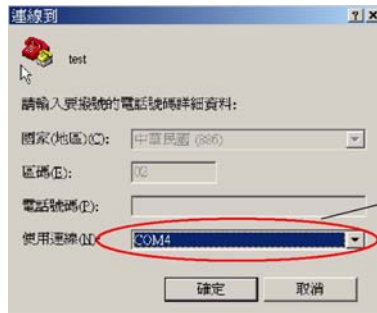 連線到
test
請輸入要撥號的電話號碼詳細資料:
國家(地區)(C): 中華民國 (886)
區碼(E): 02
電話號碼(P):
使用連線(N): COM4
確定 取消